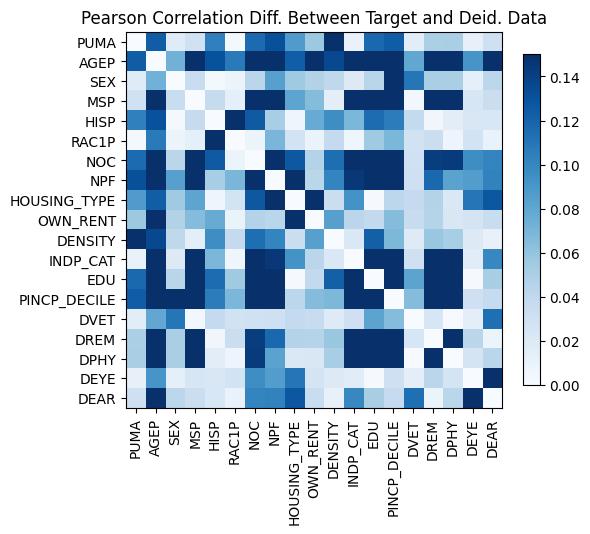 Pearson Correlation Diff. Between Target and Deid. Data
PUMA
AGEP
SEX
MSP
HISP
RAC1P
NOC
NPF
HOUSING_TYPE
OWN_RENT
DENSITY
INDP_CAT
EDU
PINCP_DECILE
DVET
DREM
DPHY
DEYE
DEAR
PUMA
AGEP
SEX
MSP
HISP
RAC1P
NOC
NPF
HOUSING_TYPE
OWN_RENT
DENSITY
INDP_CAT
EDU
PINCP_DECILE
DVET
DREM
DPHY
DEYE
DEAR
0.14
0.12
0.10
0.08
0.06
0.04
0.02
0.00